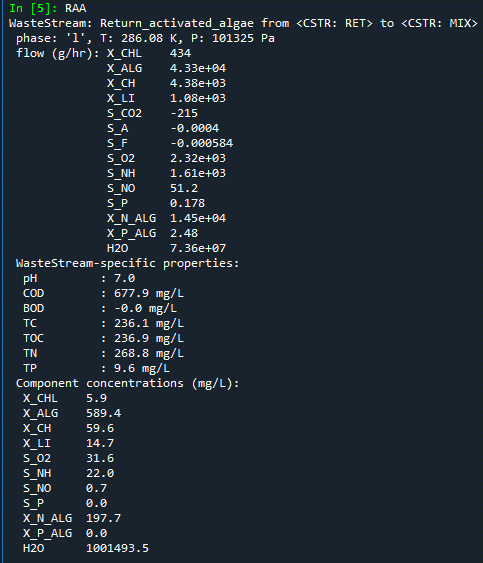 In [5]: RAA
WasteStream: Return_activated_algae from <CSTR: RET> to <CSTR: MIX>
phase: 'l', T: 286.08 K, P: 101325 Pa
flow (g/hr): X_CHL 434
X_ALG 4.33e+04
X_CH 4.38e+03
X_LI 1.08e+03
S_CO2 -215
S_A -0.0004
S_F -0.000584
S_O2 2.32e+03
S_NH 1.61e+03
S_NO 51.2
S_P 0.178
X_N_ALG 1.45e+04
X_P_ALG 2.48
H2O 7.36e+07
WasteStream-specific properties:
pH : 7.0
COD : 677.9 mg/L
BOD : -0.0 mg/L
TC : 236.1 mg/L
TOC : 236.9 mg/L
TN : 268.8 mg/L
TP : 9.6 mg/L
Component concentrations (mg/L):
X_CHL 5.9
X_ALG 589.4
X_CH 59.6
X_LI 14.7
S_O2 31.6
S_NH 22.0
S_NO 0.7
S_P 0.0
X_N_ALG 197.7
X_P_ALG 0.0
H2O 1001493.5